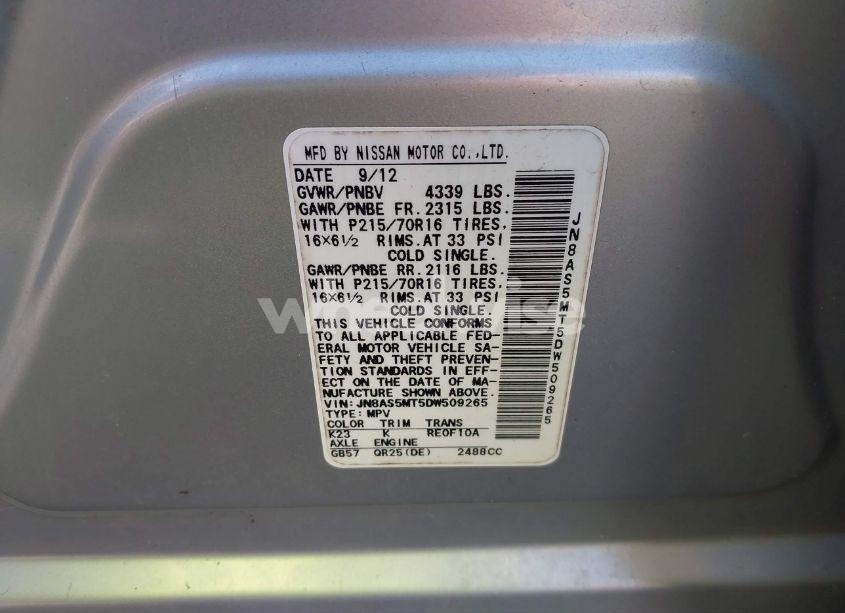 MFD BY NISSAN MOTOR CO.,LTD.
DATE 9/12
GVWR/PNBV 4339 LBS.
GAWR/PNBE FR. 2315 LBS.
WITH P215/70R16 TIRES,
16×6½ RIMS.AT 33 PSI
COLD SINGLE.
GAWR/PNBE RR. 2116 LBS.
WITH P215/70R16 TIRES,
16×6½ RIMS.AT 33 PSI
COLD SINGLE.
THIS VEHICLE CONFORMS
TO ALL APPLICABLE FED-
ERAL MOTOR VEHICLE SA-
FETY AND THEFT PREVEN-
TION STANDARDS IN EFF-
ECT ON THE DATE OF MA-
NUFACTURE SHOWN ABOVE.
VIN: JN8AS5MT5DW509265
TYPE: MPV
COLOR TRIM TRANS
K23 K RE0F10A
AXLE ENGINE
GB57 QR25(DE) 2488CC
JN8AS5MT5DW509265